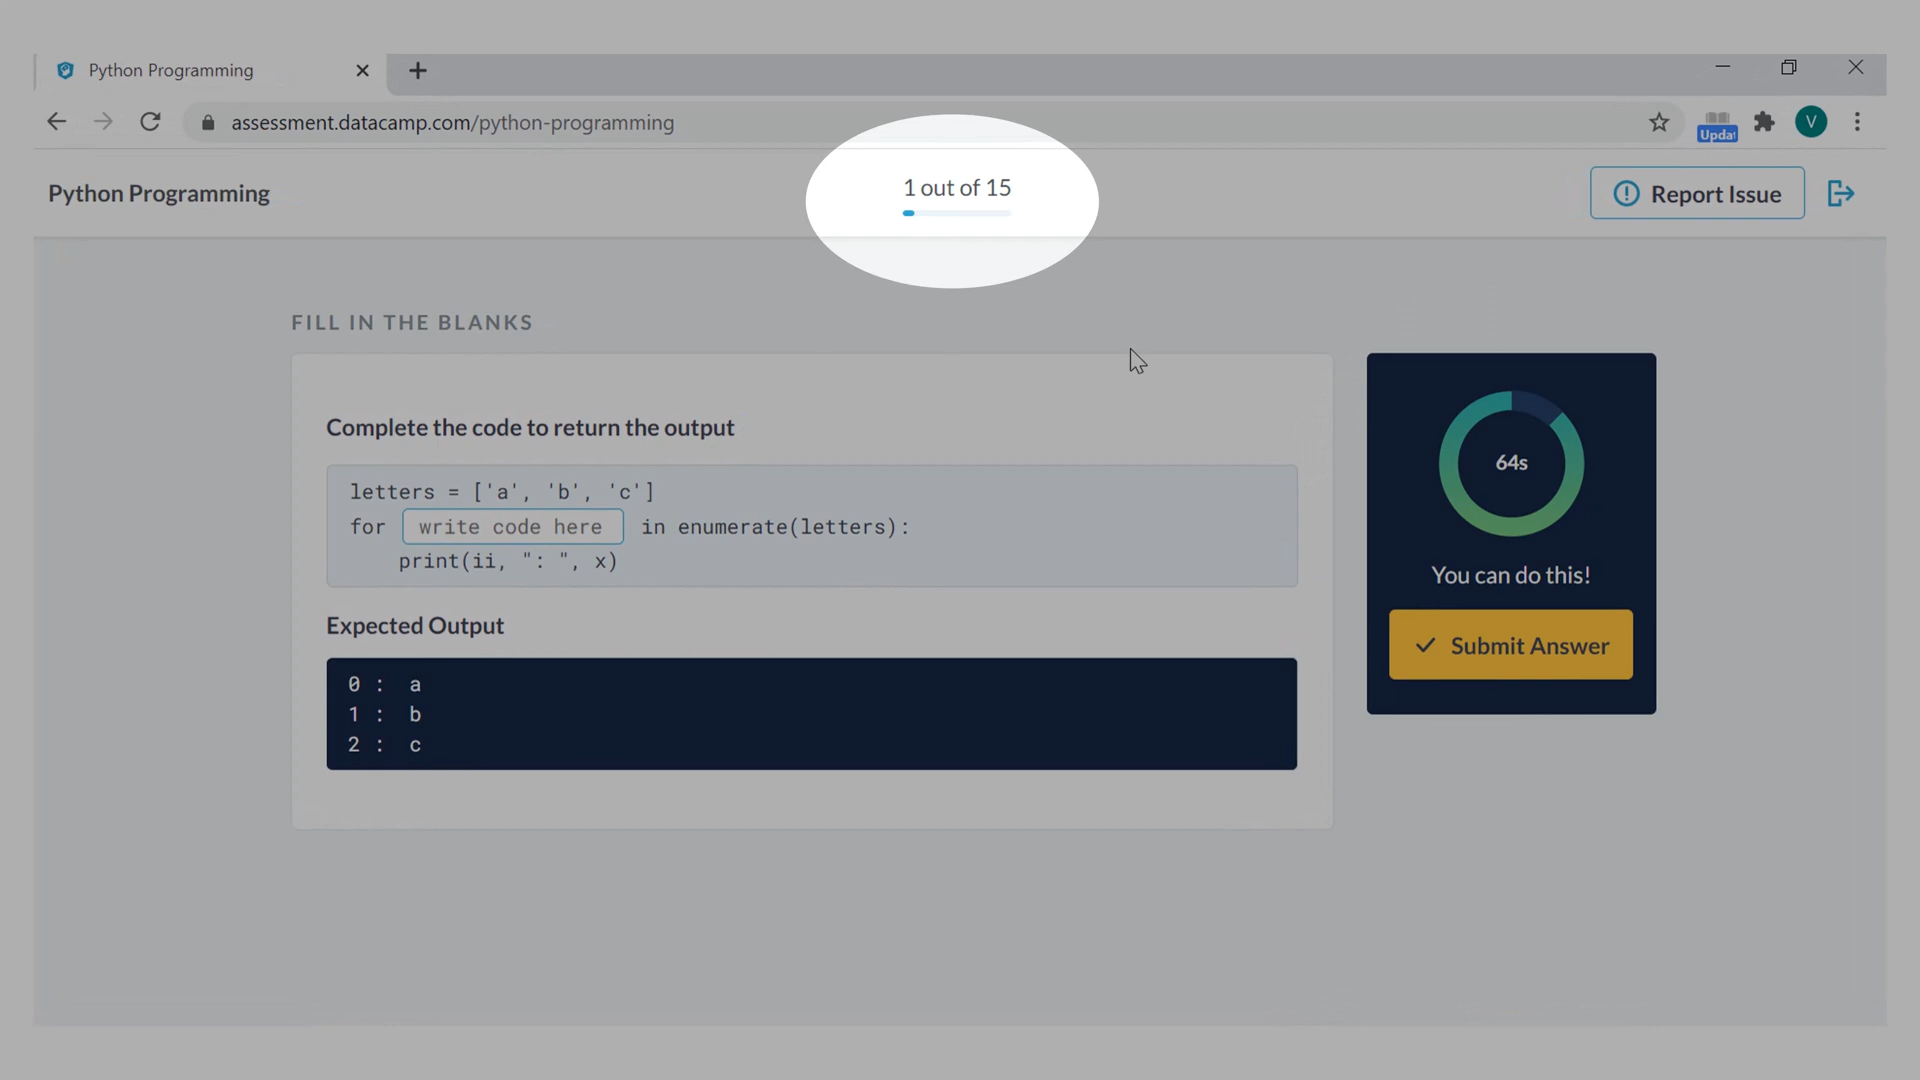 Python Programming
assessment.datacamp.com/python-programming
Updat
V
Python Programming
1 out of 15
Report Issue
FILL IN THE BLANKS
Complete the code to return the output
letters = ['a', 'b', 'c']
for write code here in enumerate(letters):
print(ii, ": ", x)
Expected Output
0 : a
1 : b
2 : c
64s
You can do this!
Submit Answer